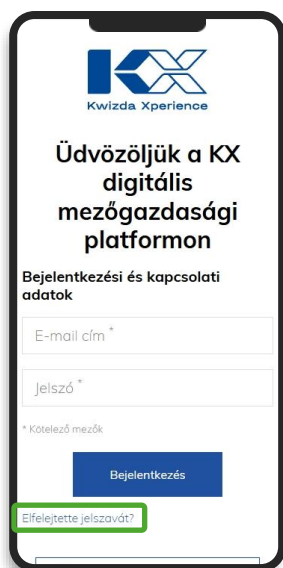 KX
Kwizda Xperience
Üdvözöljük a KX
digitális
mezőgazdasági
platformon
Bejelentkezési és kapcsolati
adatok
E-mail cím *
Jelszó *
* Kötelező mezők
Bejelentkezés
Elfelejtette jelszavát?